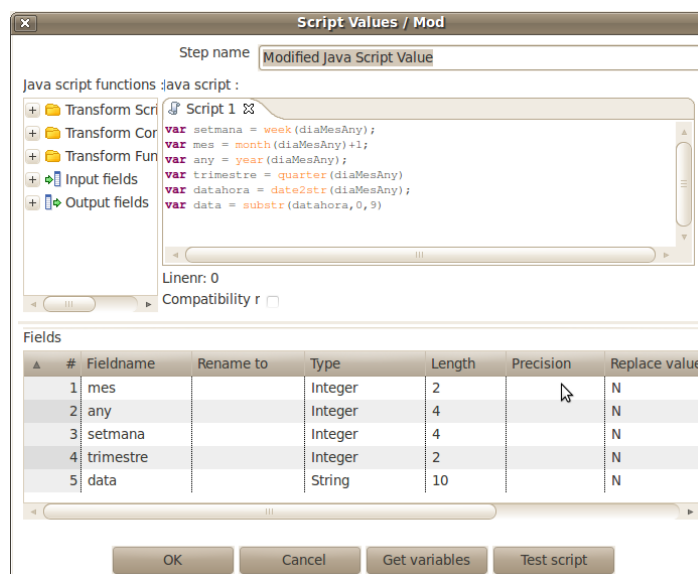 Script Values / Mod
Step name Modified Java Script Value
Java script functions : Java script :
Transform Scri
Transform Cor
Transform Fun
Input fields
Output fields
Script 1
var setmana = week(diaMesAny);
var mes = month(diaMesAny)+1;
var any = year(diaMesAny);
var trimestre = quarter(diaMesAny)
var datahora = date2str(diaMesAny);
var data = substr(datahora,0,9)
Linenr: 0
Compatibility r
Fields
# Fieldname Rename to Type Length Precision Replace value
1 mes Integer 2 N
2 any Integer 4 N
3 setmana Integer 4 N
4 trimestre Integer 2 N
5 data String 10 N
OK Cancel Get variables Test script